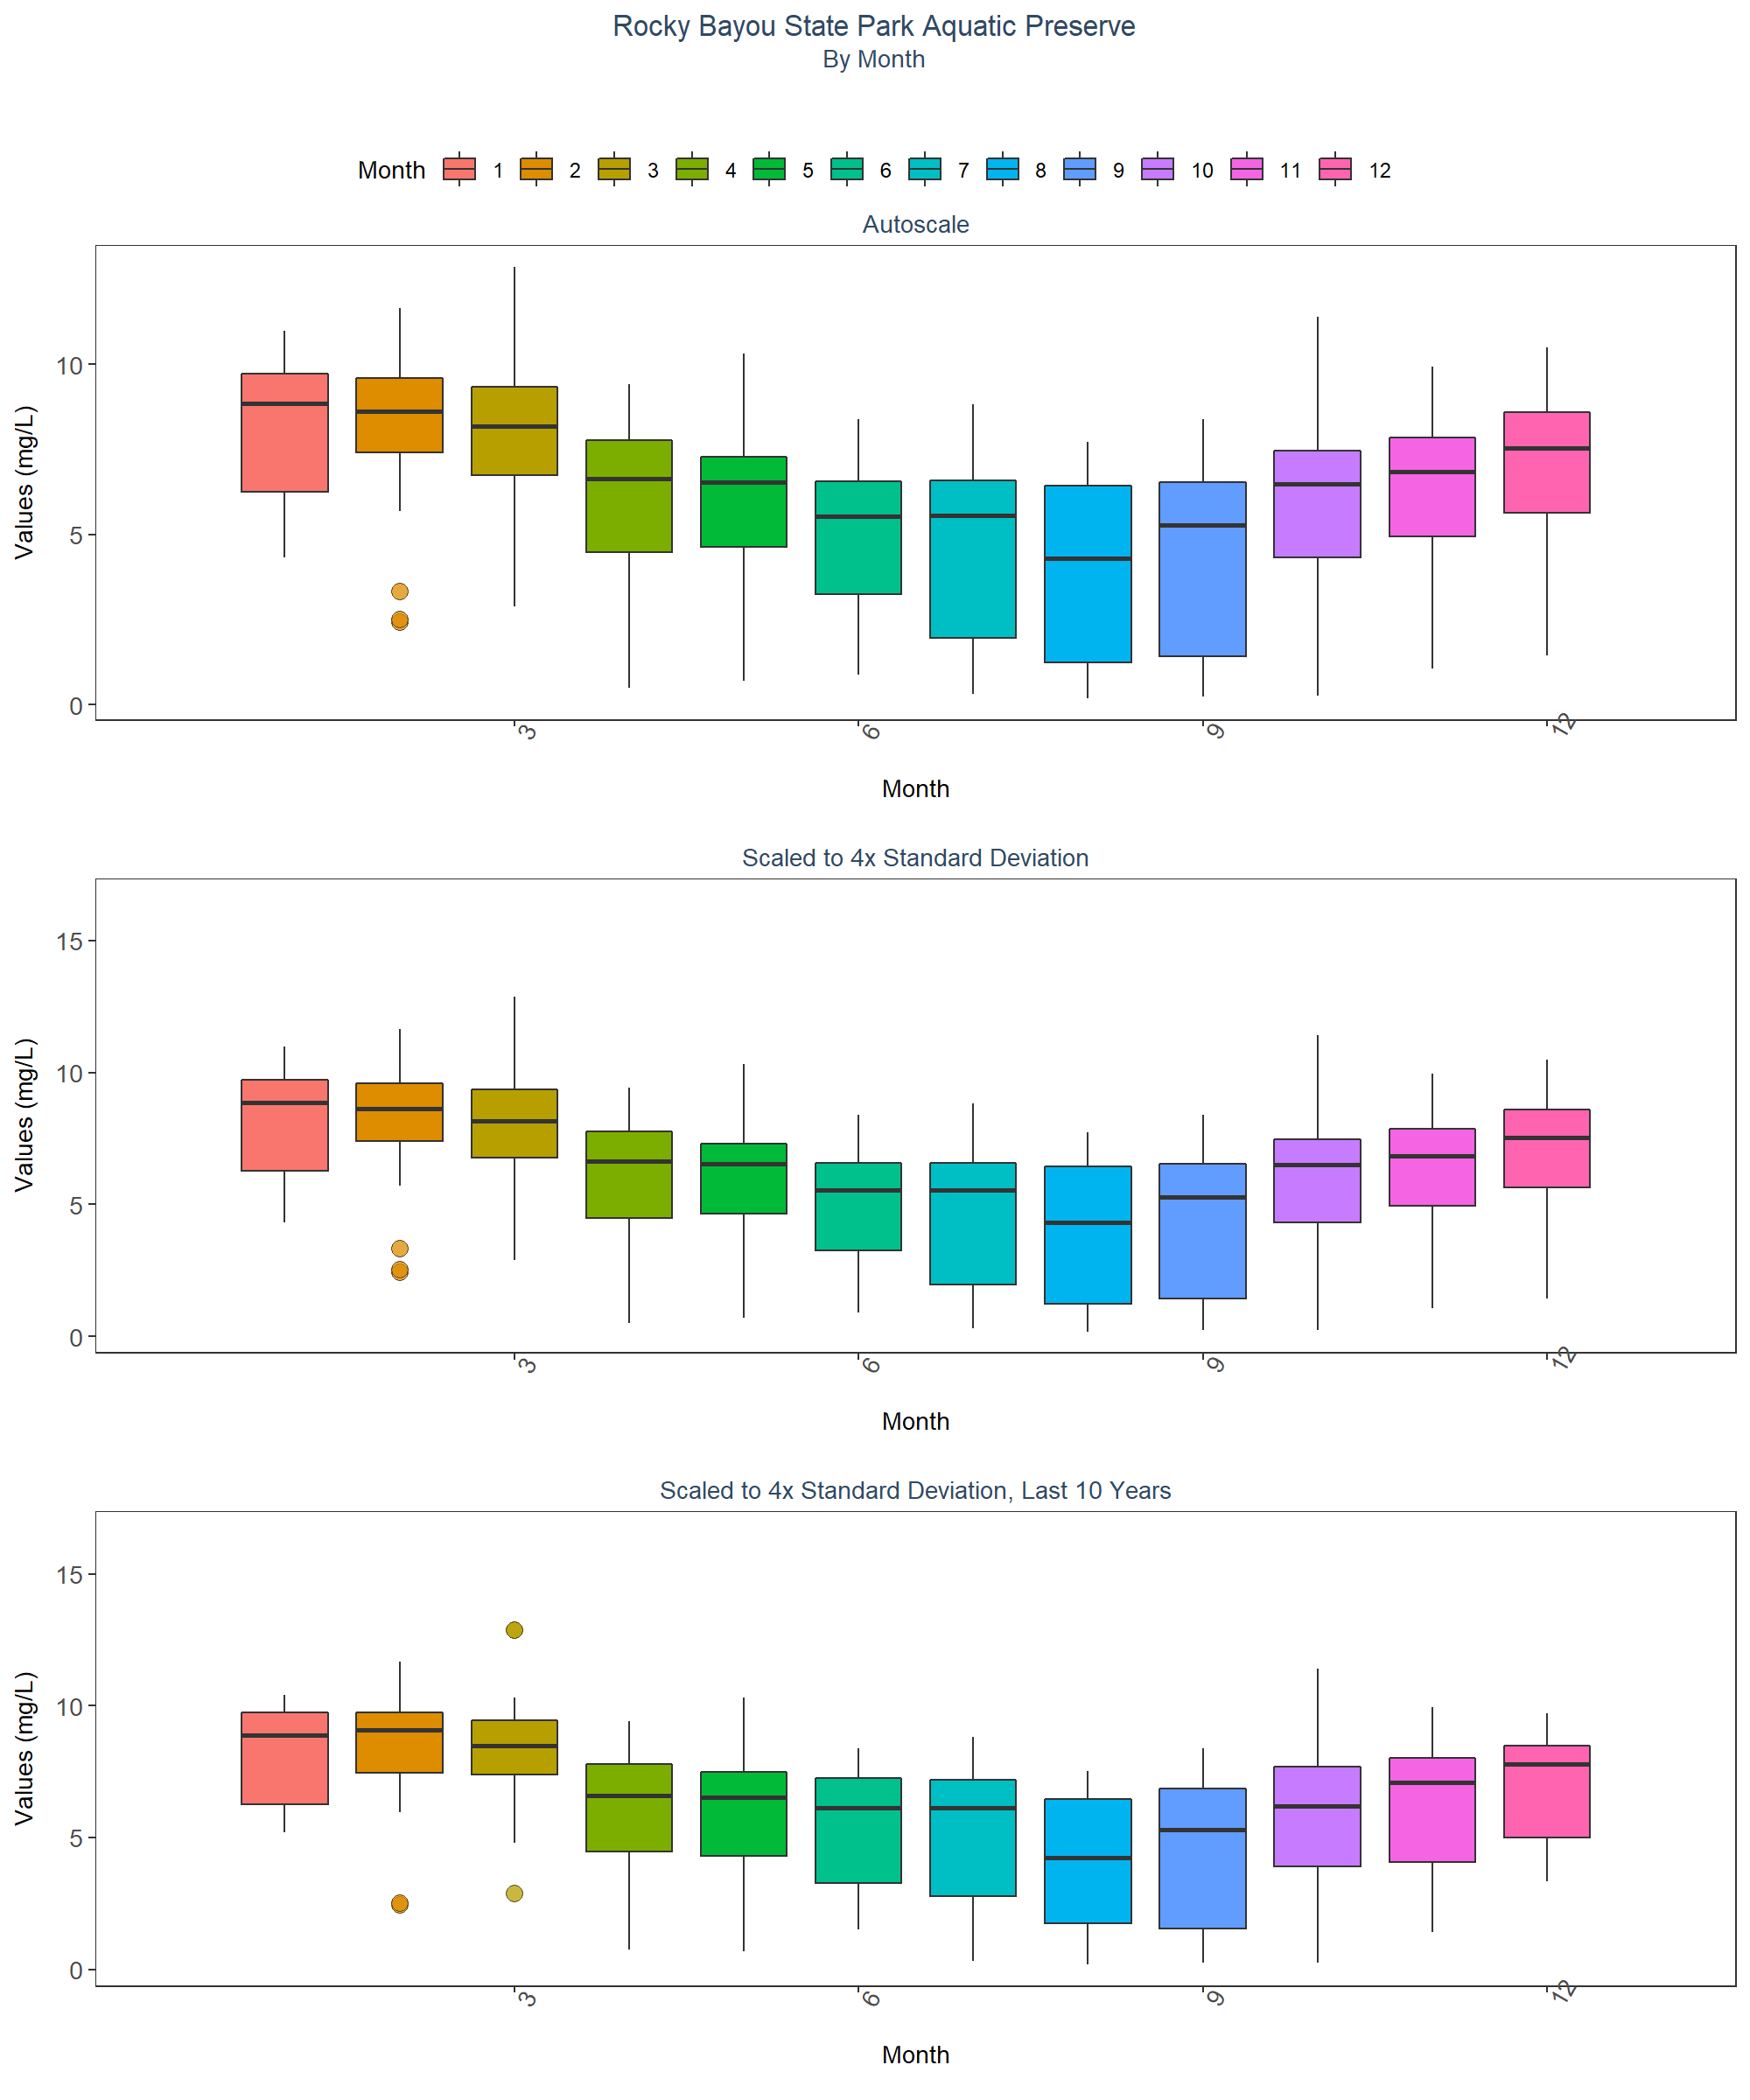 Rocky Bayou State Park Aquatic Preserve
By Month
Month 1 2 3 4 5 6 7 8 9 10 11 12
Autoscale
Values (mg/L)
10
5
0
3 6 9 12
Month
Scaled to 4x Standard Deviation
Values (mg/L)
15
10
5
0
3 6 9 12
Month
Scaled to 4x Standard Deviation, Last 10 Years
Values (mg/L)
15
10
5
0
3 6 9 12
Month